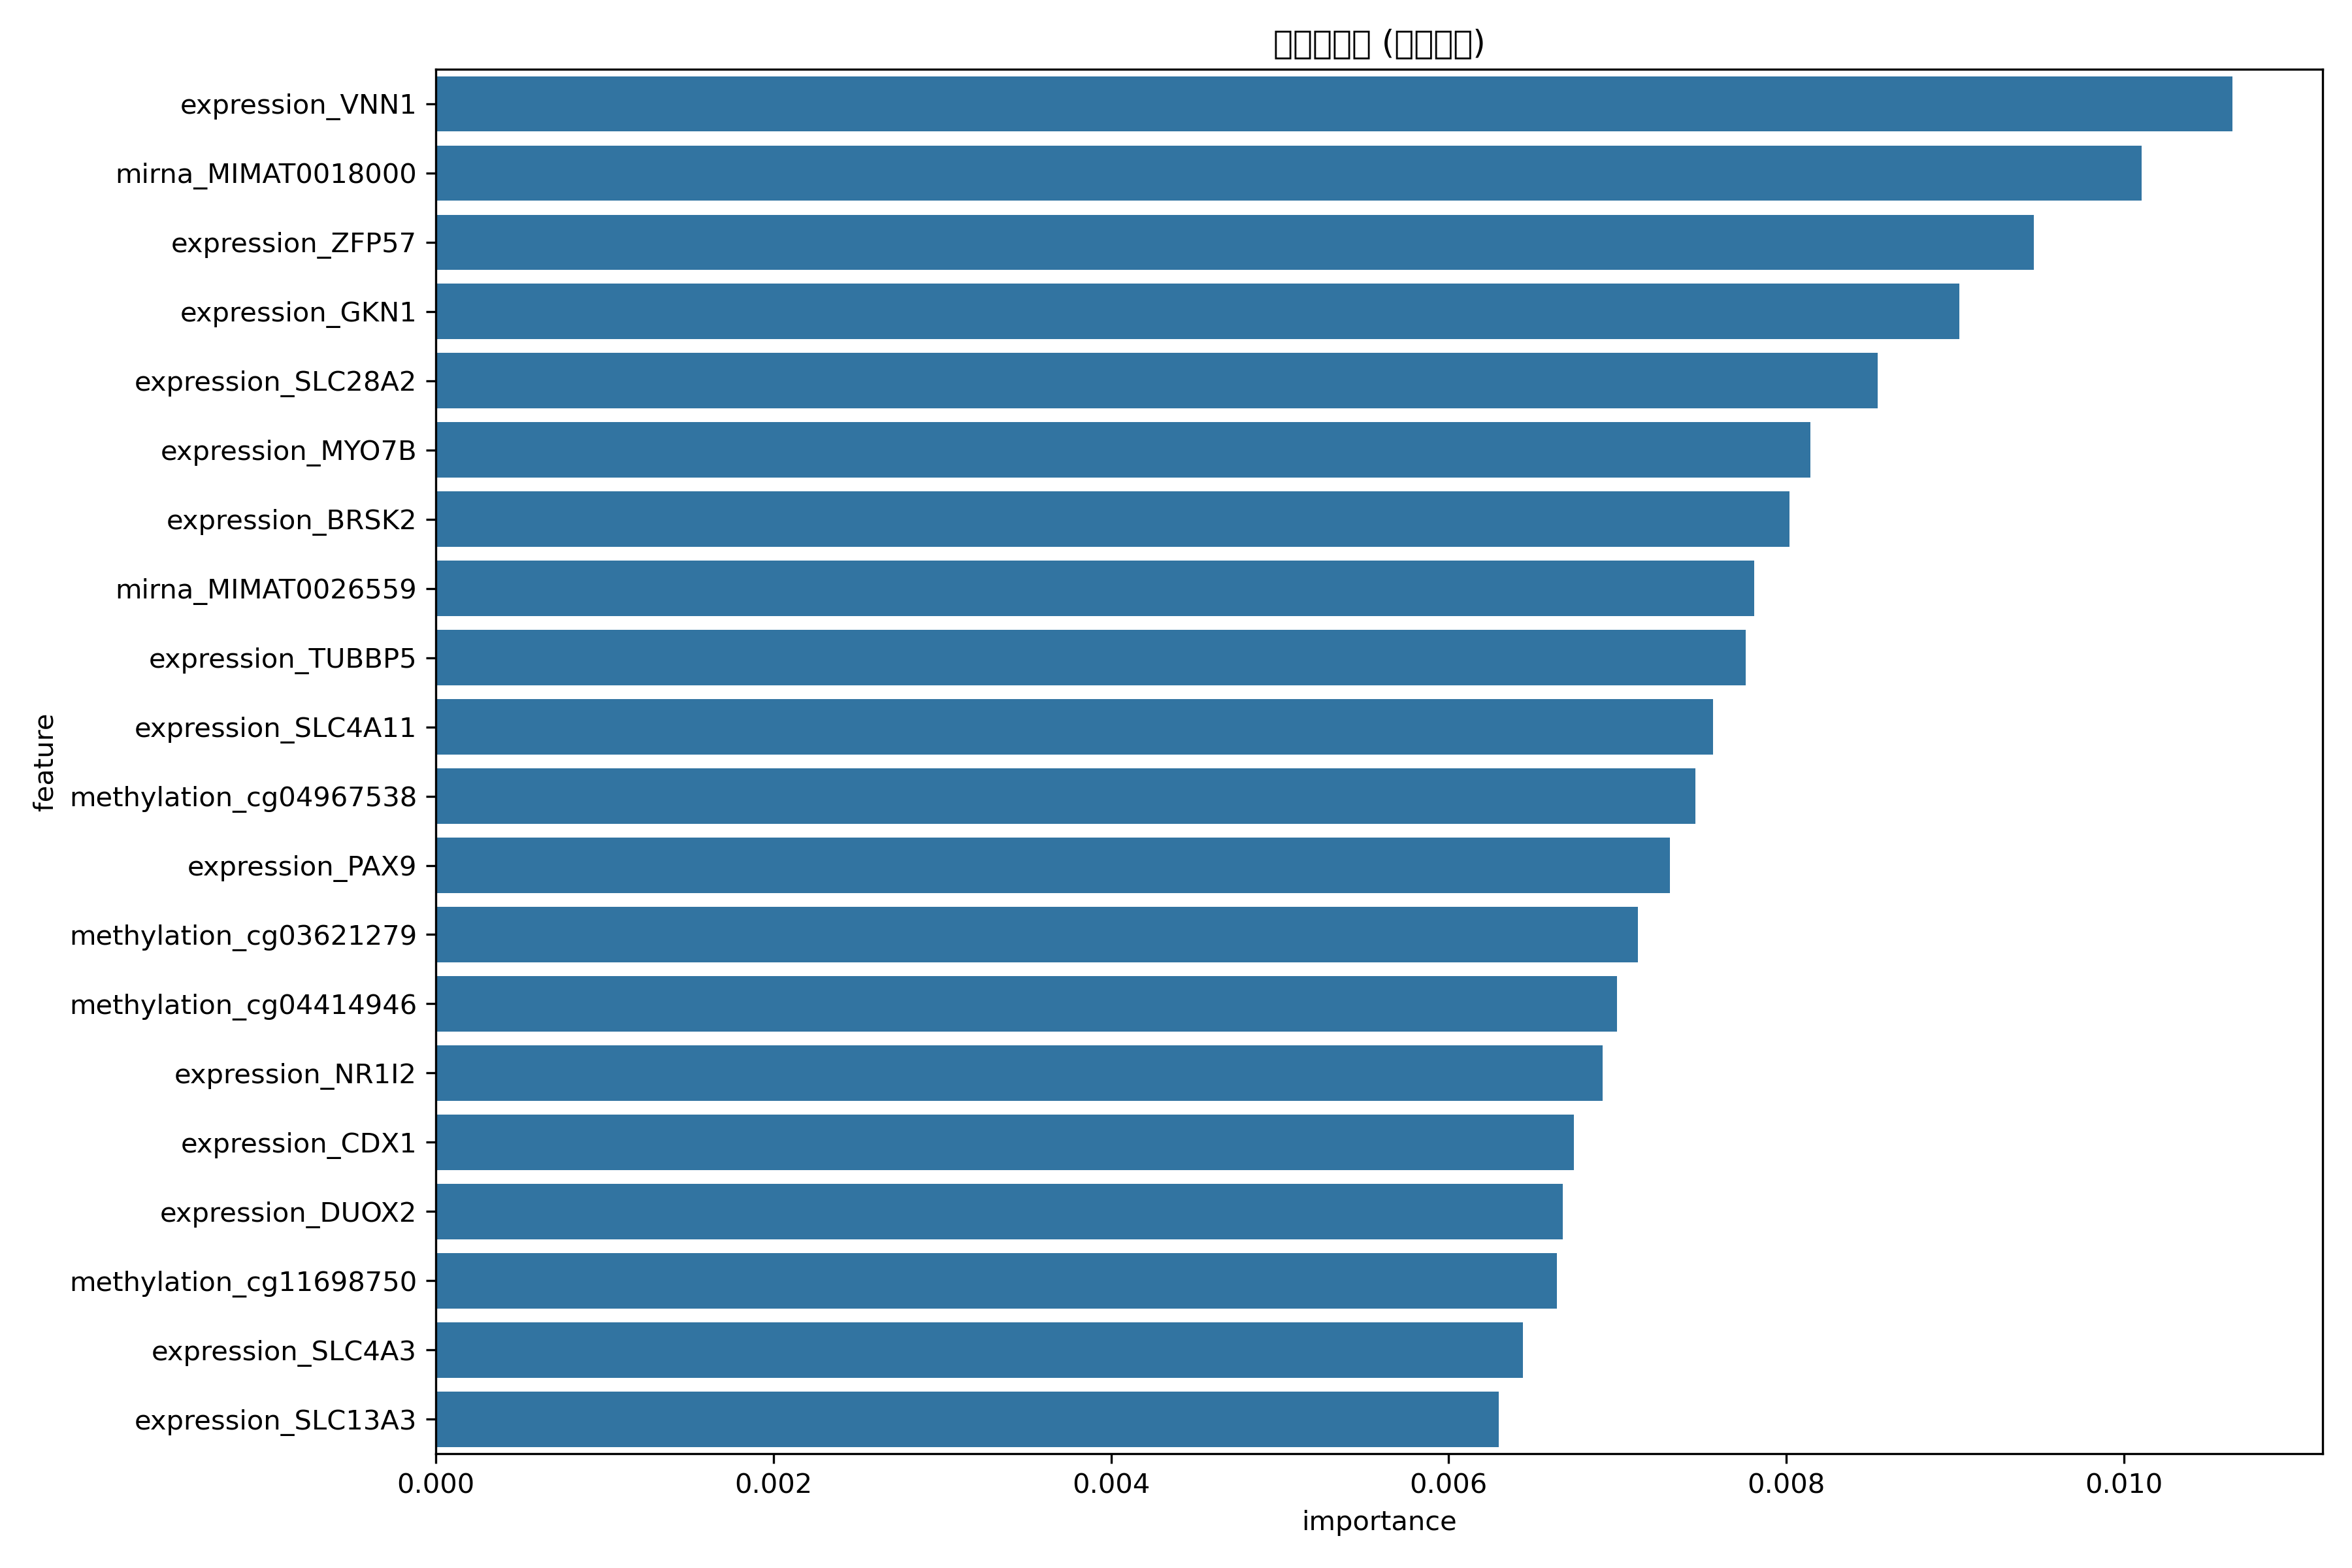 expression_VNN1
mirna_MIMAT0018000
expression_ZFP57
expression_GKN1
expression_SLC28A2
expression_MYO7B
expression_BRSK2
mirna_MIMAT0026559
expression_TUBBP5
expression_SLC4A11
methylation_cg04967538
expression_PAX9
methylation_cg03621279
methylation_cg04414946
expression_NR1I2
expression_CDX1
expression_DUOX2
methylation_cg11698750
expression_SLC4A3
expression_SLC13A3
feature
0.000 0.002 0.004 0.006 0.008 0.010
importance